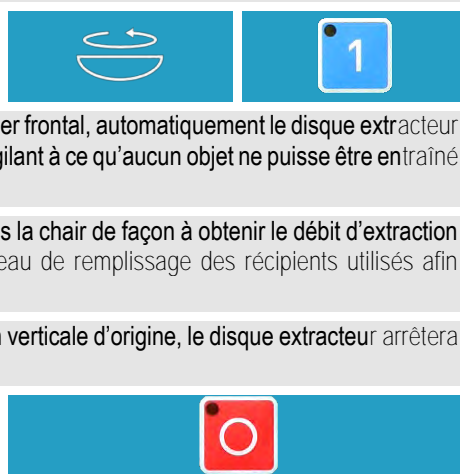 1
er frontal, automatiquement le disque extracteur
gilant à ce qu'aucun objet ne puisse être entraîné
s la chair de façon à obtenir le débit d'extraction
eau de remplissage des récipients utilisés afin
verticale d'origine, le disque extracteur arrêtera